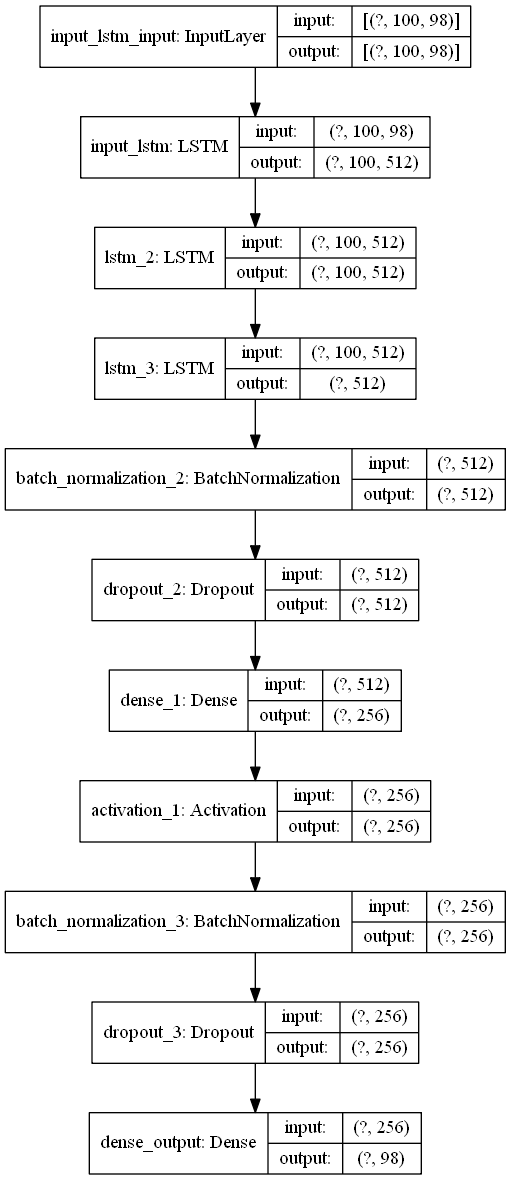 input_lstm_input: InputLayer input: [(?, 100, 98)]
output: [(?, 100, 98)]
input_lstm: LSTM input: (?, 100, 98)
output: (?, 100, 512)
lstm_2: LSTM input: (?, 100, 512)
output: (?, 100, 512)
lstm_3: LSTM input: (?, 100, 512)
output: (?, 512)
batch_normalization_2: BatchNormalization input: (?, 512)
output: (?, 512)
dropout_2: Dropout input: (?, 512)
output: (?, 512)
dense_1: Dense input: (?, 512)
output: (?, 256)
activation_1: Activation input: (?, 256)
output: (?, 256)
batch_normalization_3: BatchNormalization input: (?, 256)
output: (?, 256)
dropout_3: Dropout input: (?, 256)
output: (?, 256)
dense_output: Dense input: (?, 256)
output: (?, 98)